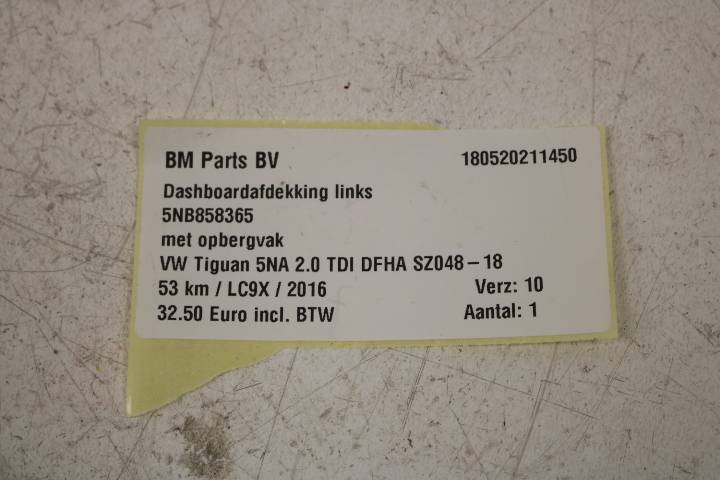 BM Parts BV 180520211450
Dashboardafdekking links
5NB858365
met opbergvak
VW Tiguan 5NA 2.0 TDI DFHA SZ048-18
53 km / LC9X / 2016 Verz: 10
32.50 Euro incl. BTW Aantal: 1